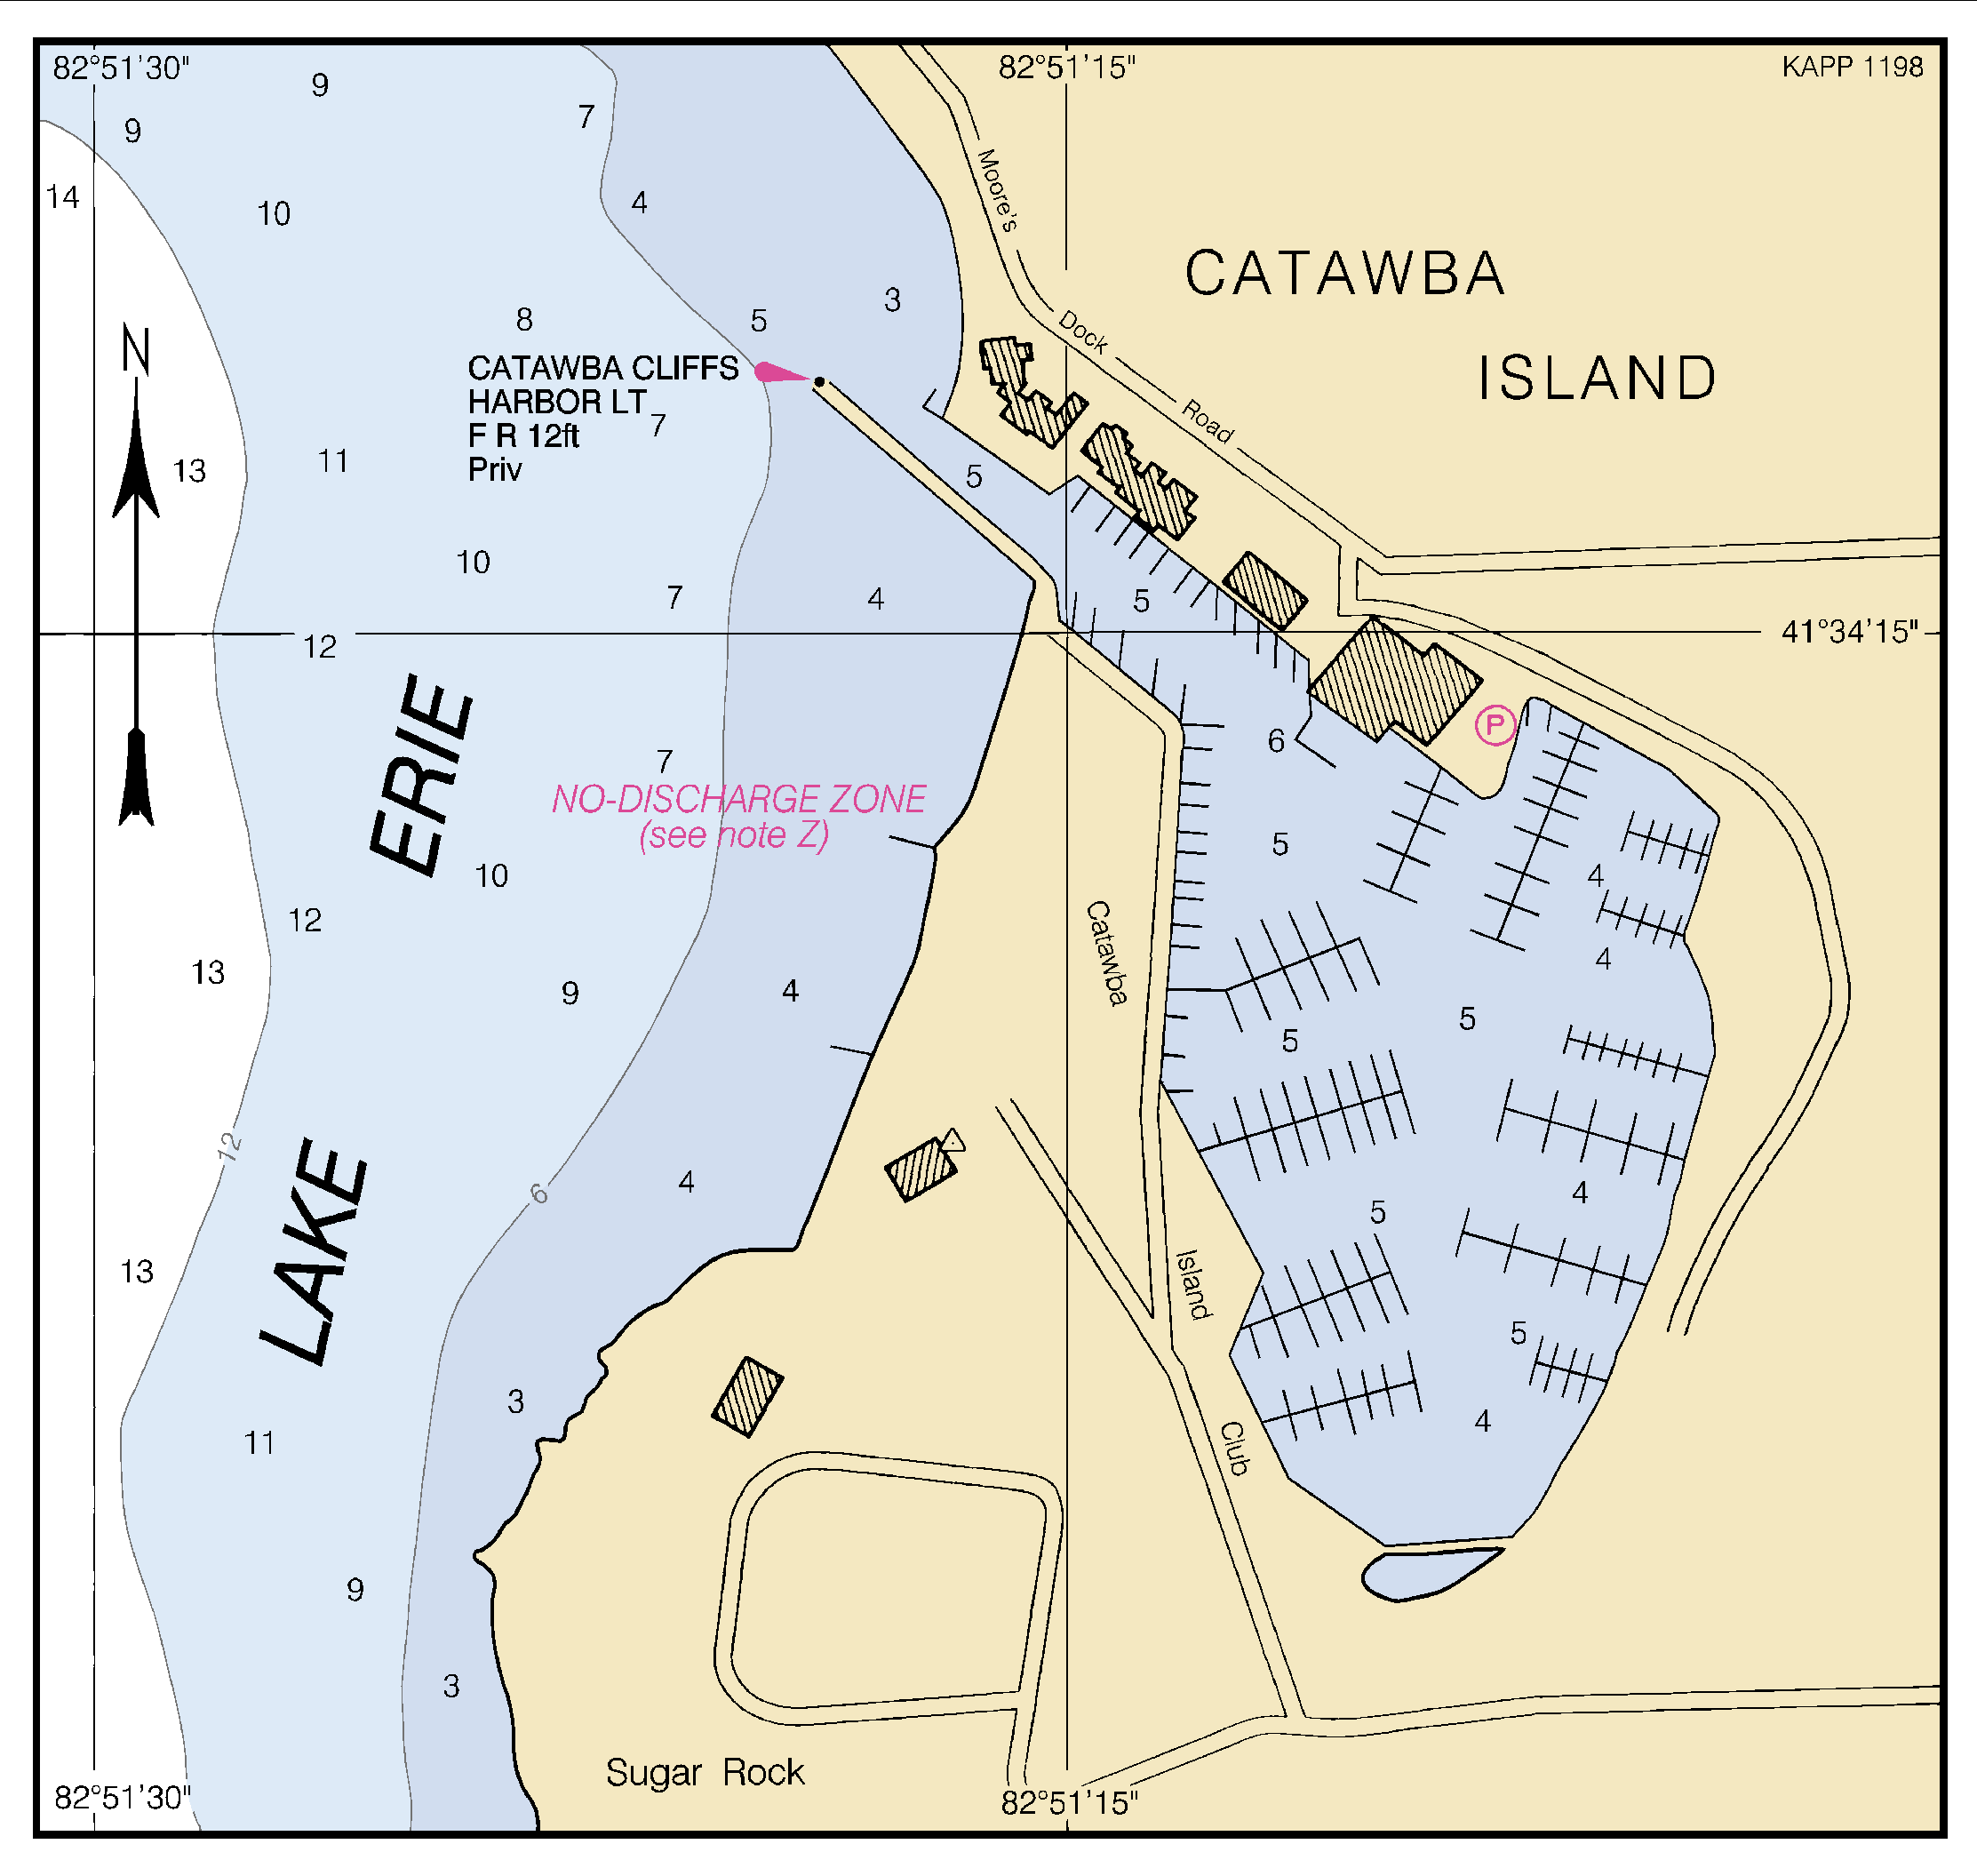 82°51'30"
82°51'15"
KAPP 1198
9
7
9
14
4
10
Moore's
CATAWBA
3
8
5
Dock
N
ISLAND
CATAWBA CLIFFS
HARBOR LT
F R 12ft
Priv
7
Road
11
13
5
10
7
4
5
12
41°34'15"
6
P
7
NO-DISCHARGE ZONE
(see note Z)
LAKE ERIE
5
10
4
12
Catawba
4
13
9
4
5
5
12
6
4
4
5
13
Island
5
3
4
11
Club
9
3
Sugar Rock
82°51'30"
82°51'15"